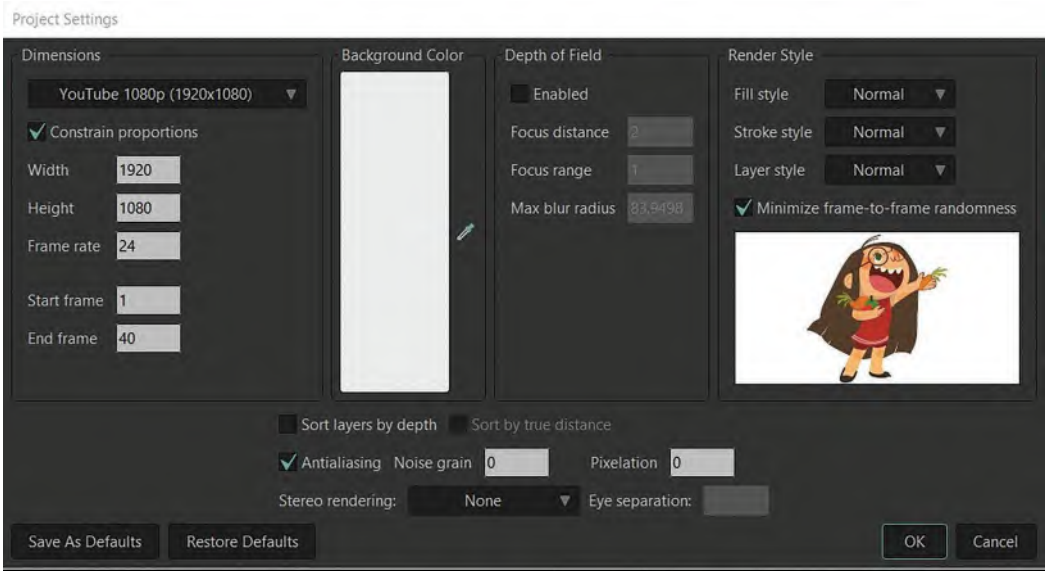 Project Settings
Dimensions
YouTube 1080p (1920x1080)
Constrain proportions
Width 1920
Height 1080
Frame rate 24
Start frame 1
End frame 40
Background Color
Depth of Field
Enabled
Focus distance 2
Focus range 1
Max blur radius 83,9498
Render Style
Fill style Normal
Stroke style Normal
Layer style Normal
Minimize frame-to-frame randomness
Sort layers by depth Sort by true distance
Antialiasing Noise grain 0 Pixelation 0
Stereo rendering: None Eye separation:
Save As Defaults Restore Defaults OK Cancel